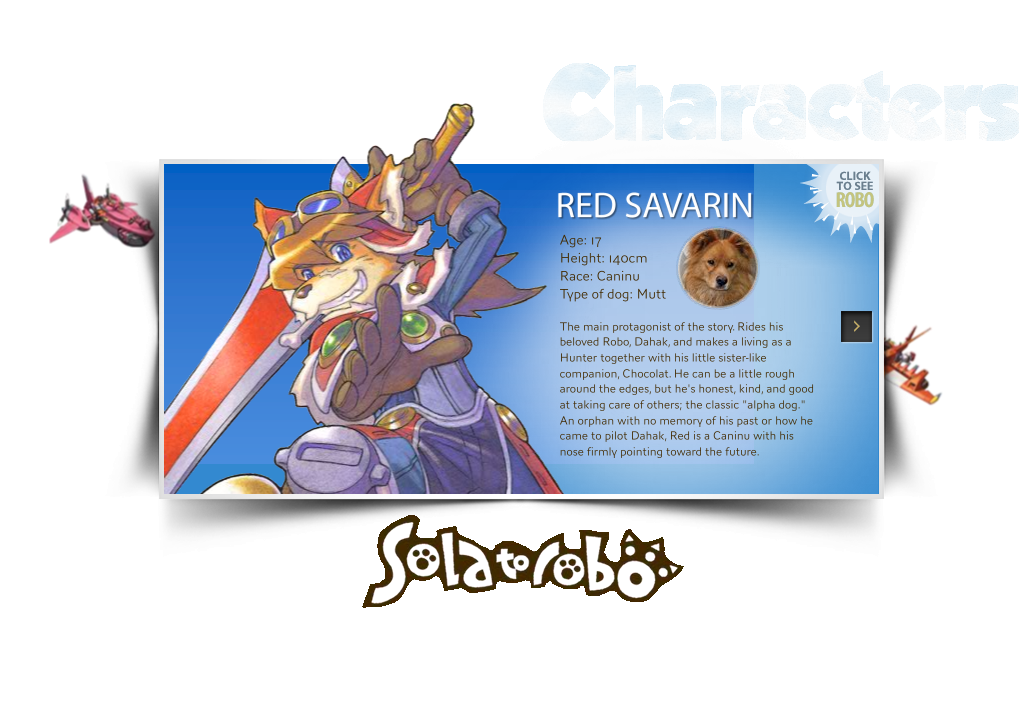 Characters
CLICK
TO SEE
ROBO
RED SAVARIN
Age: 17
Height: 140cm
Race: Caninu
Type of dog: Mutt
The main protagonist of the story. Rides his
beloved Robo, Dahak, and makes a living as a
Hunter together with his little sister-like
companion, Chocolat. He can be a little rough
around the edges, but he's honest, kind, and good
at taking care of others; the classic "alpha dog."
An orphan with no memory of his past or how he
came to pilot Dahak, Red is a Caninu with his
nose firmly pointing toward the future.
Solatorobo